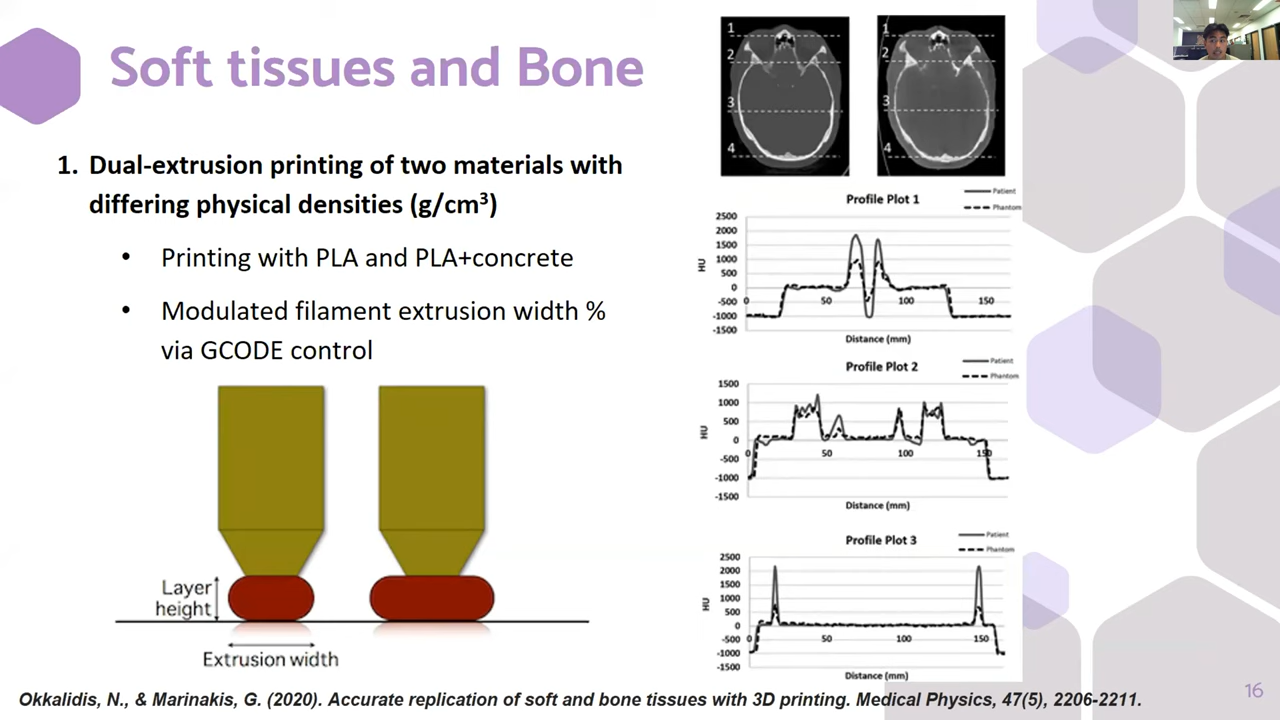 Soft tissues and Bone
1. Dual-extrusion printing of two materials with
differing physical densities (g/cm³)
• Printing with PLA and PLA+concrete
• Modulated filament extrusion width %
via GCODE control
Layer
height
Extrusion width
1
2
3
4
1
2
3
4
Profile Plot 1
Patient
Phantom
2500
2000
1500
1000
500
0
-500
-1000
-1500
HU
0
50
100
150
Distance (mm)
Profile Plot 2
Patient
Phantom
1500
1000
500
0
-500
-1000
-1500
HU
0
50
100
150
Distance (mm)
Profile Plot 3
Patient
Phantom
2500
2000
1500
1000
500
0
-500
-1000
-1500
HU
0
50
100
150
Distance (mm)
Okkalidis, N., & Marinakis, G. (2020). Accurate replication of soft and bone tissues with 3D printing. Medical Physics, 47(5), 2206-2211.
16